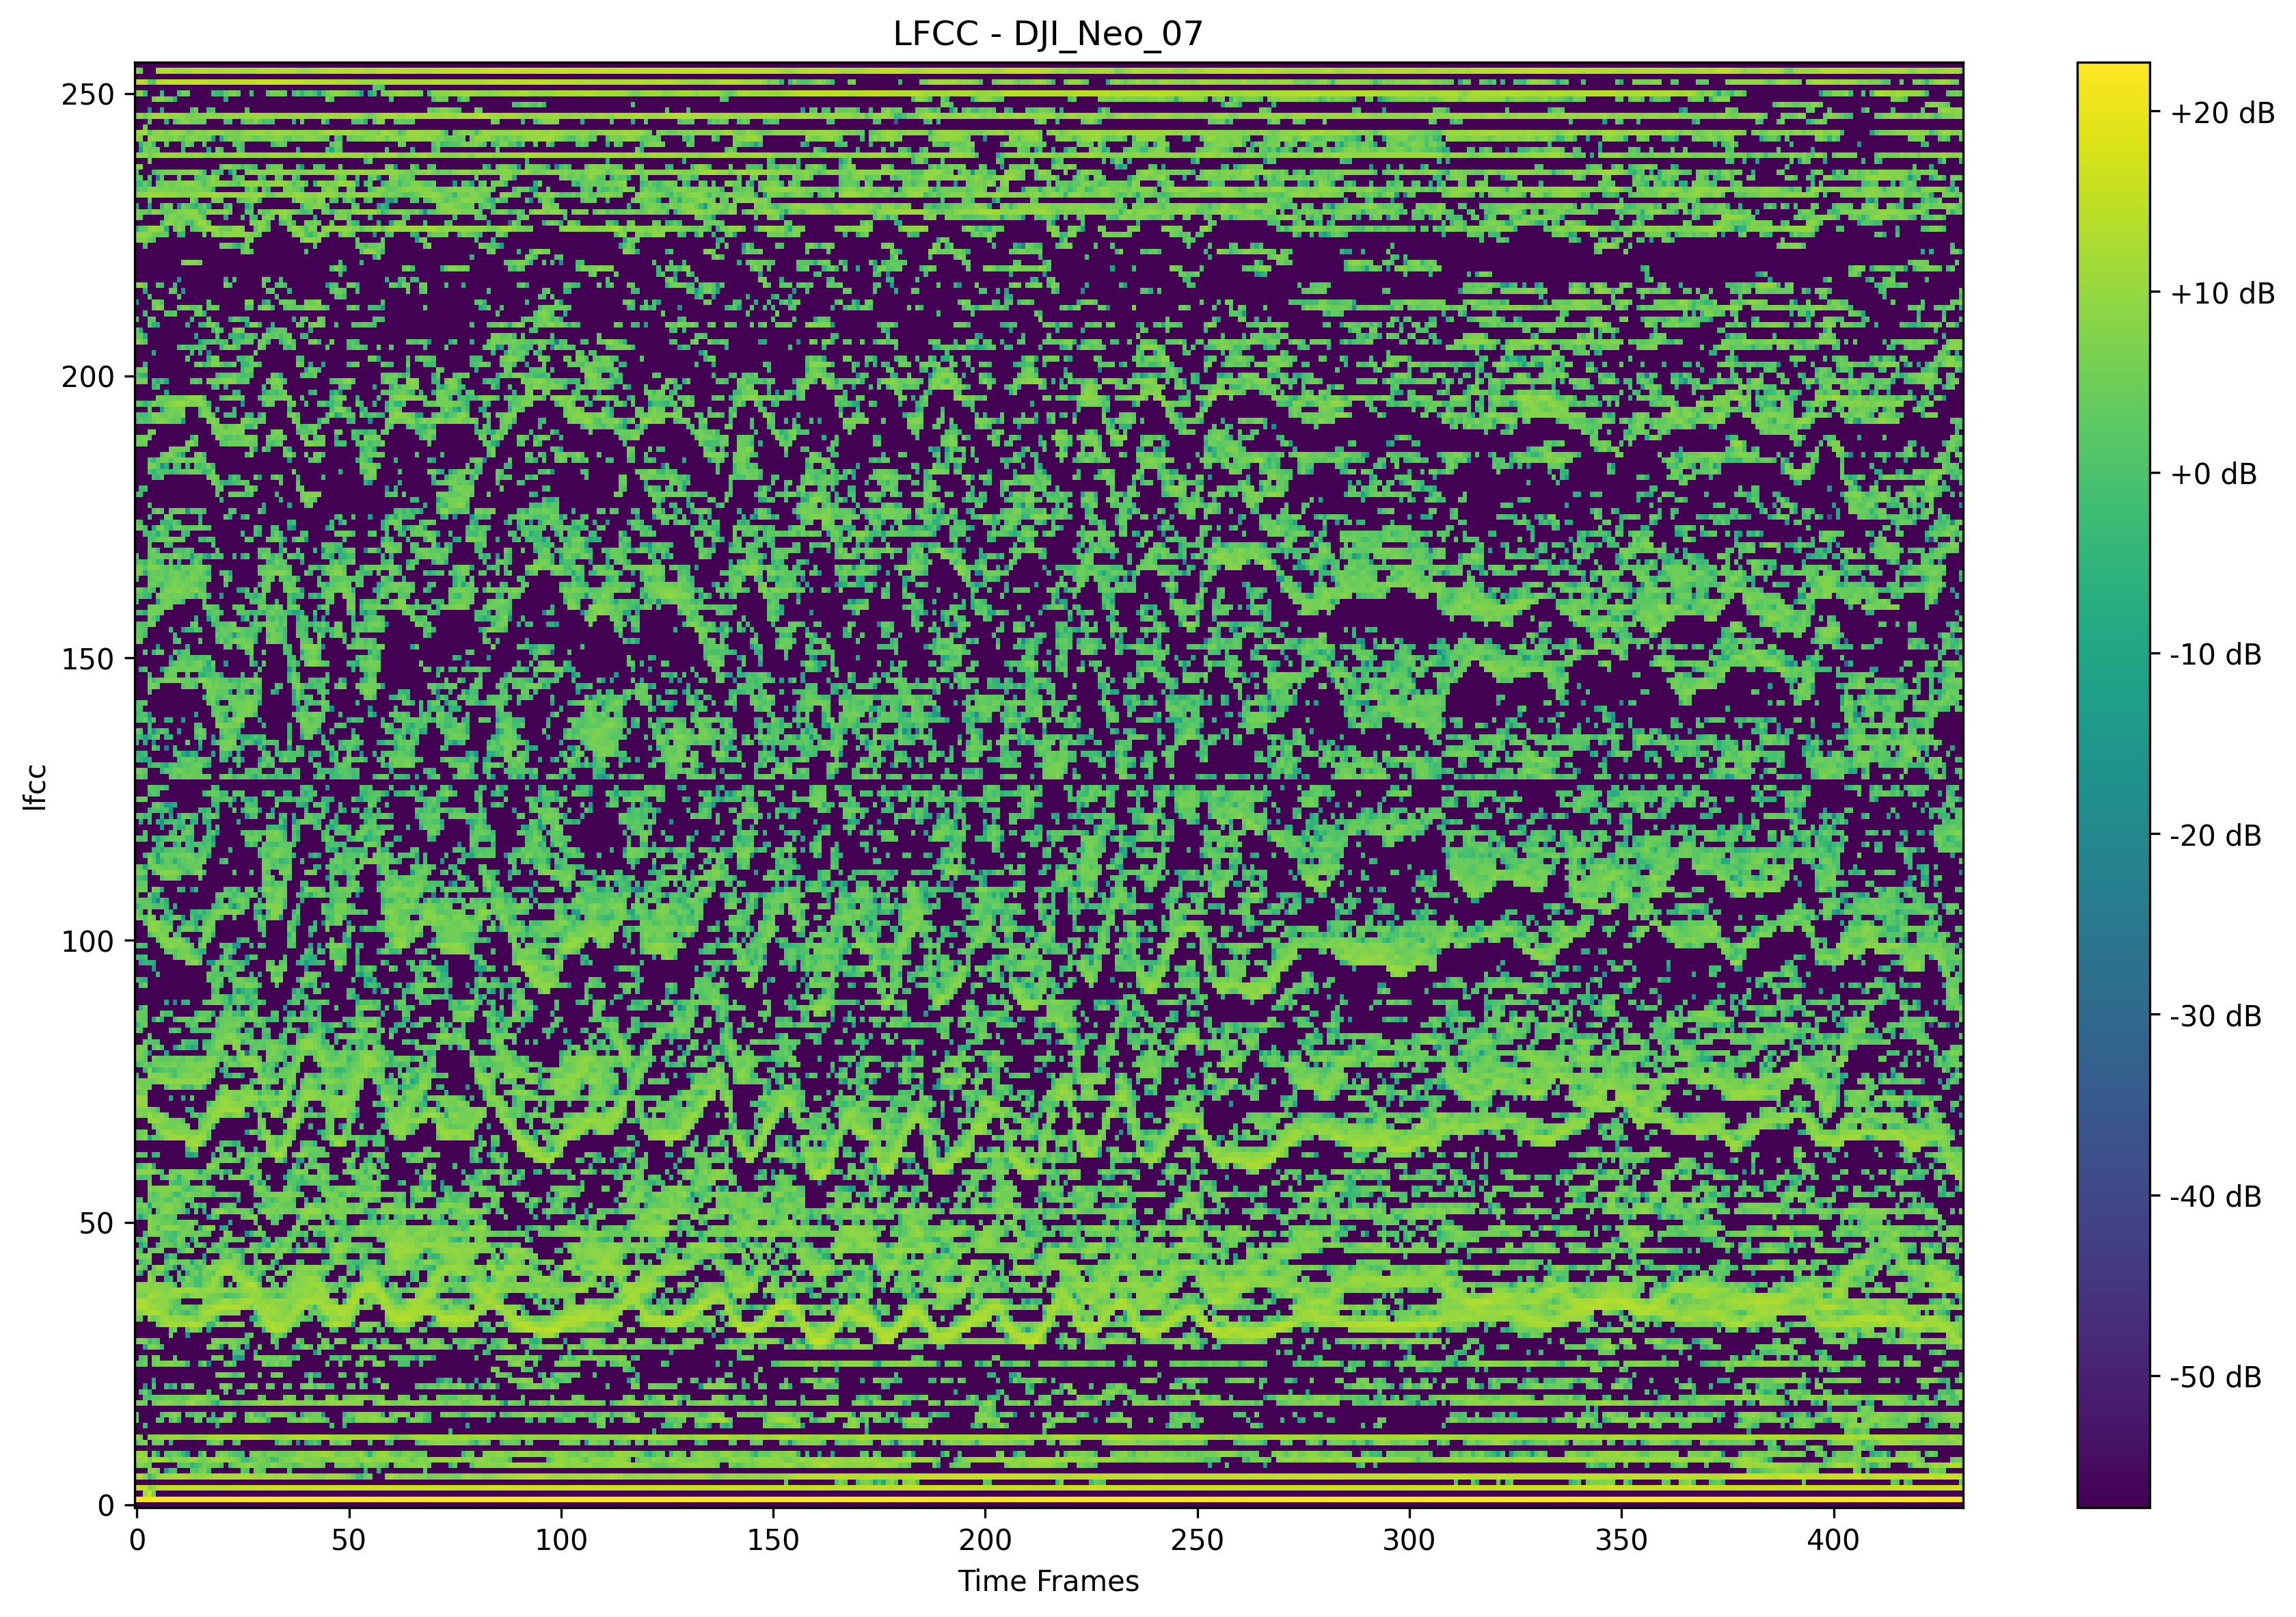 LFCC - DJI_Neo_07
250
200
150
100
50
0
lfcc
0 50 100 150 200 250 300 350 400
Time Frames
+20 dB
+10 dB
+0 dB
-10 dB
-20 dB
-30 dB
-40 dB
-50 dB